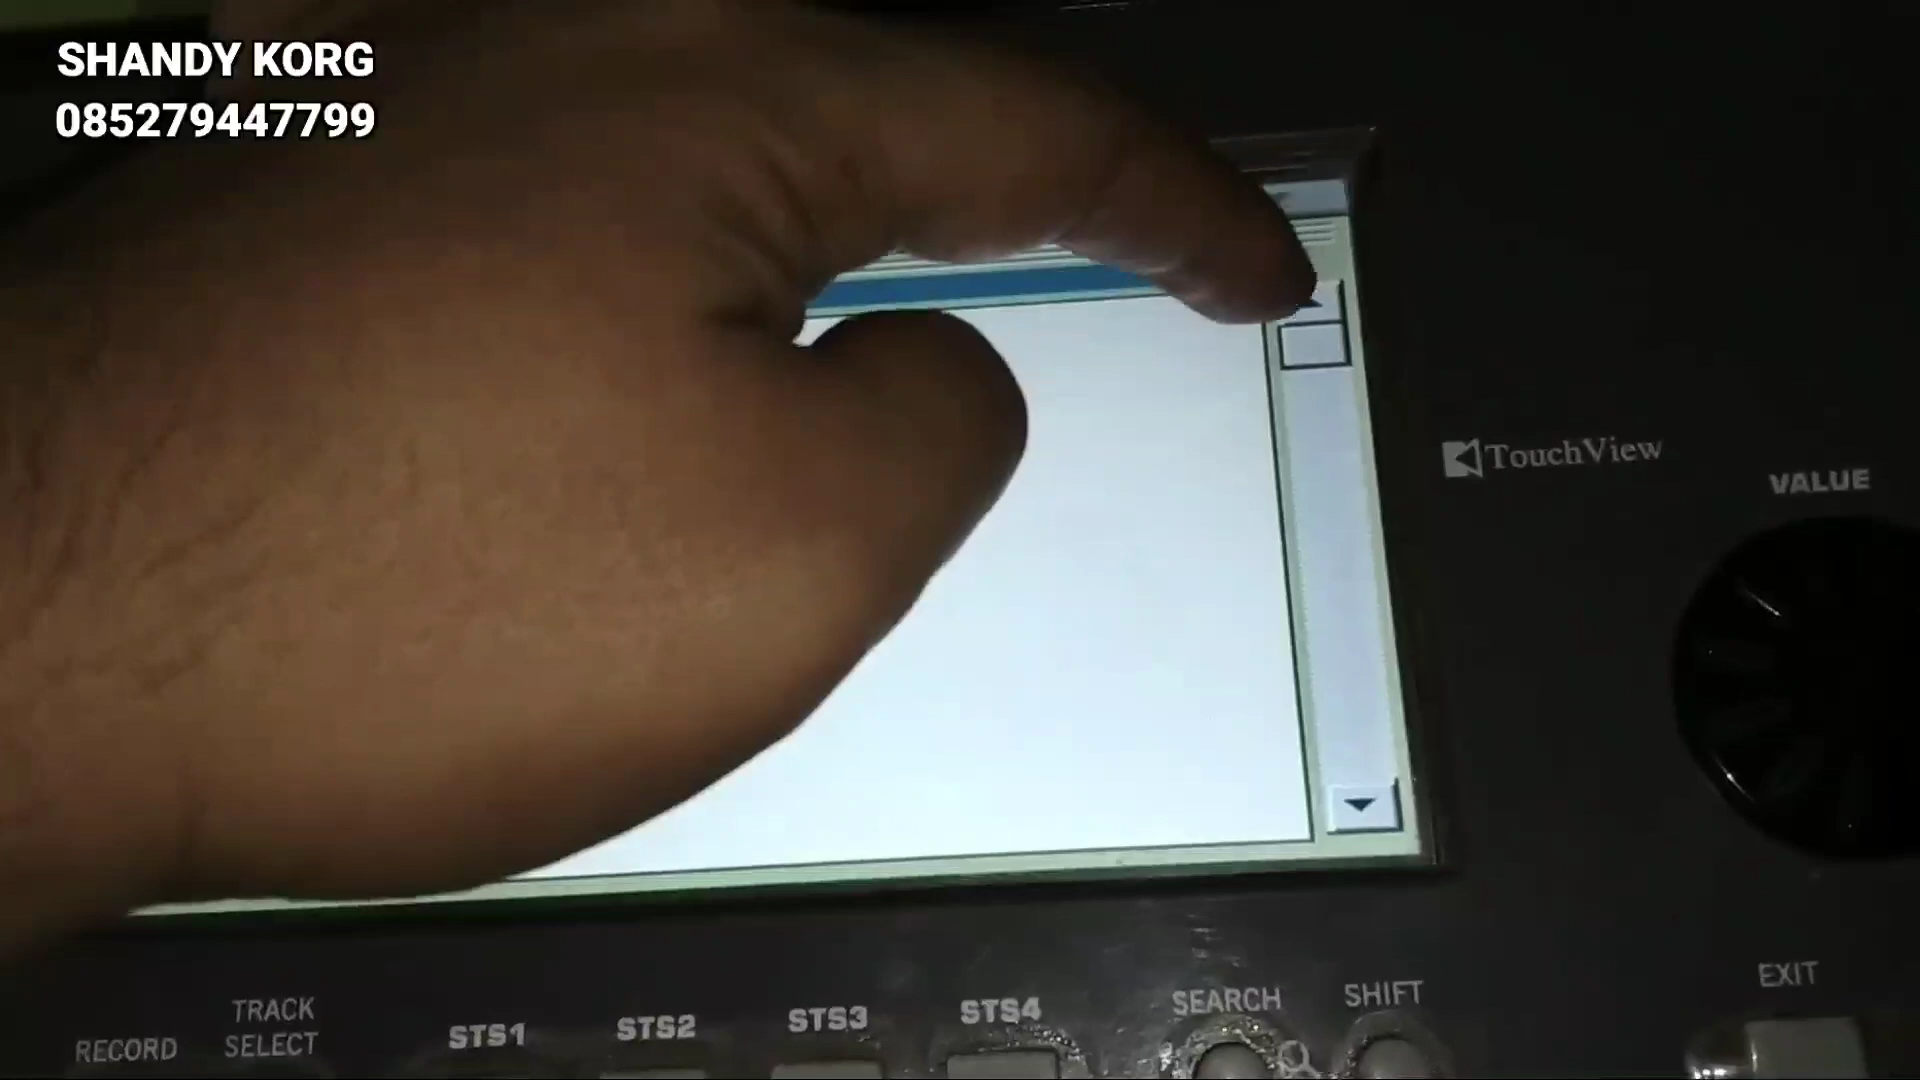 SHANDY KORG
085279447799
TouchView
VALUE
EXIT
SEARCH
SHIFT
TRACK
SELECT
RECORD
STS1
STS2
STS3
STS4